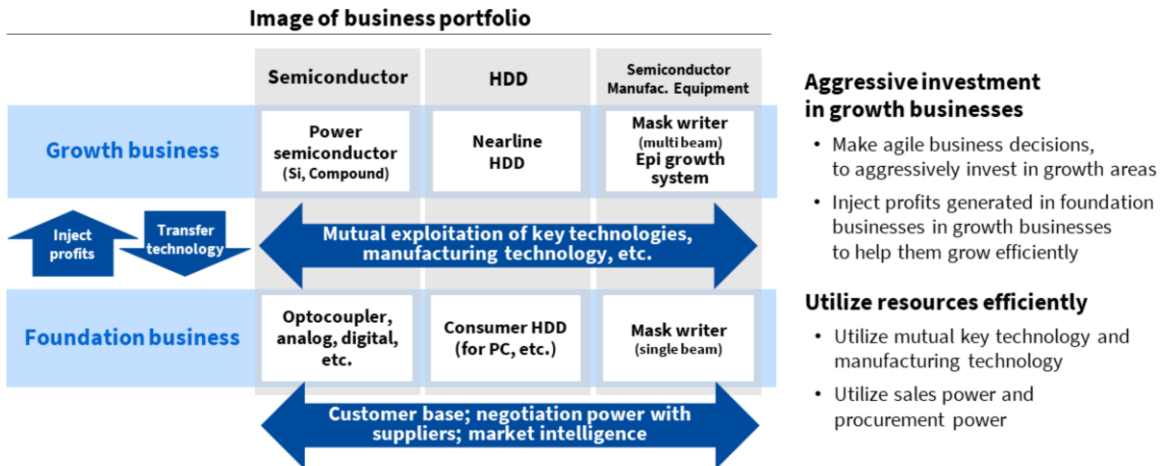 Image of business portfolio
Semiconductor
HDD
Semiconductor
Manufac. Equipment
Growth business
Power
semiconductor
(Si, Compound)
Nearline
HDD
Mask writer
(multi beam)
Epi growth
system
Inject
profits
Transfer
technology
Mutual exploitation of key technologies,
manufacturing technology, etc.
Foundation business
Optocoupler,
analog, digital,
etc.
Consumer HDD
(for PC, etc.)
Mask writer
(single beam)
Customer base; negotiation power with
suppliers; market intelligence
Aggressive investment
in growth businesses
• Make agile business decisions,
to aggressively invest in growth areas
• Inject profits generated in foundation
businesses in growth businesses
to help them grow efficiently
Utilize resources efficiently
• Utilize mutual key technology and
manufacturing technology
• Utilize sales power and
procurement power